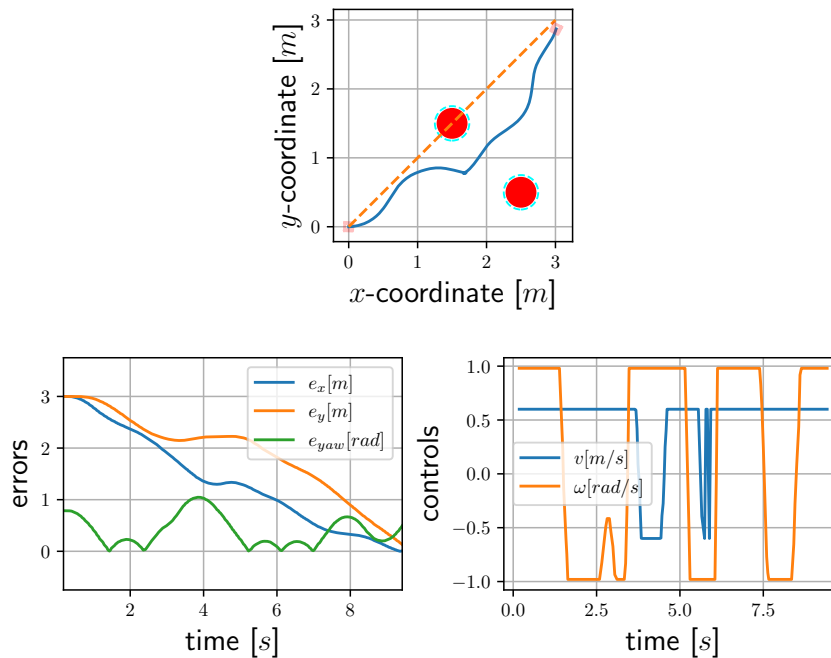 3
2
1
0
y-coordinate [m]
0
1
2
3
x-coordinate [m]
3
2
1
0
errors
e_x[m]
e_y[m]
e_yaw[rad]
2
4
6
8
time [s]
1.0
0.5
0.0
−0.5
−1.0
controls
v[m/s]
ω[rad/s]
0.0
2.5
5.0
7.5
time [s]